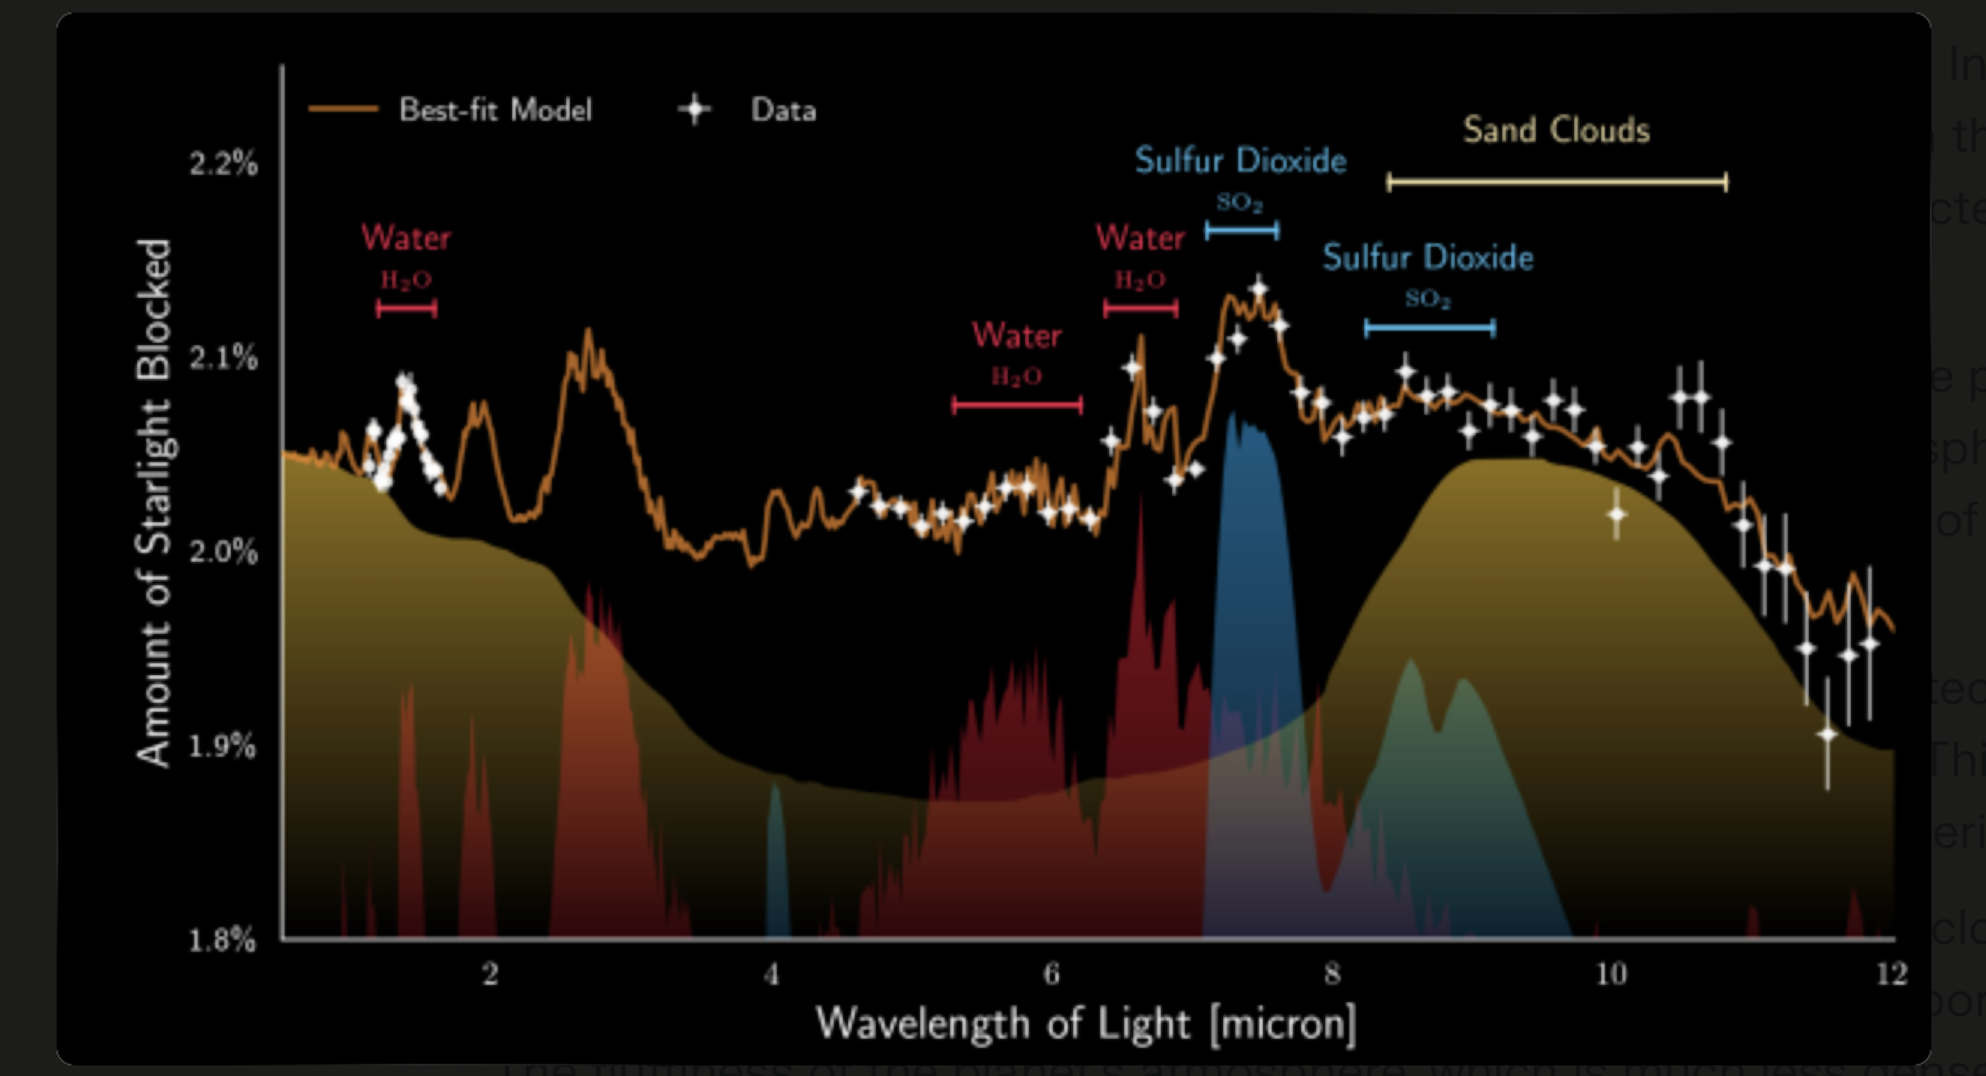 Best-fit Model
Data
Sand Clouds
Sulfur Dioxide
SO₂
Water
H₂O
Water
H₂O
Sulfur Dioxide
SO₂
Water
H₂O
2.2%
2.1%
2.0%
1.9%
1.8%
Amount of Starlight Blocked
2
4
6
8
10
12
Wavelength of Light [micron]
In
of